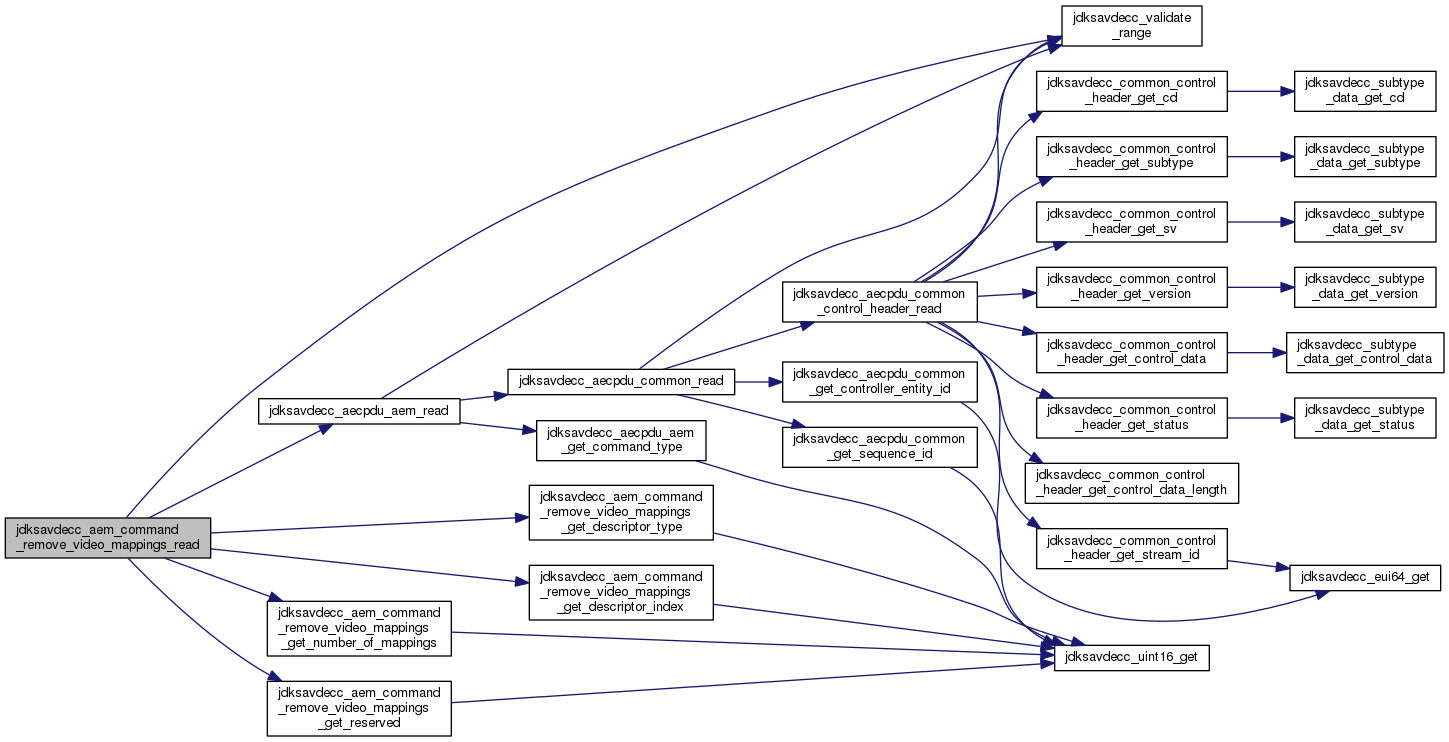 jdksavdecc_validate
_range
jdksavdecc_common_control
_header_get_cd
jdksavdecc_subtype
_data_get_cd
jdksavdecc_common_control
_header_get_subtype
jdksavdecc_subtype
_data_get_subtype
jdksavdecc_common_control
_header_get_sv
jdksavdecc_subtype
_data_get_sv
jdksavdecc_aecpdu_common
_control_header_read
jdksavdecc_common_control
_header_get_version
jdksavdecc_subtype
_data_get_version
jdksavdecc_common_control
_header_get_control_data
jdksavdecc_subtype
_data_get_control_data
jdksavdecc_aecpdu_common_read
jdksavdecc_aecpdu_common
_get_controller_entity_id
jdksavdecc_aecpdu_aem_read
jdksavdecc_common_control
_header_get_status
jdksavdecc_subtype
_data_get_status
jdksavdecc_aecpdu_aem
_get_command_type
jdksavdecc_aecpdu_common
_get_sequence_id
jdksavdecc_common_control
_header_get_control_data_length
jdksavdecc_aem_command
_remove_video_mappings
_get_descriptor_type
jdksavdecc_aem_command
_remove_video_mappings_read
jdksavdecc_common_control
_header_get_stream_id
jdksavdecc_eui64_get
jdksavdecc_aem_command
_remove_video_mappings
_get_descriptor_index
jdksavdecc_aem_command
_remove_video_mappings
_get_number_of_mappings
jdksavdecc_uint16_get
jdksavdecc_aem_command
_remove_video_mappings
_get_reserved